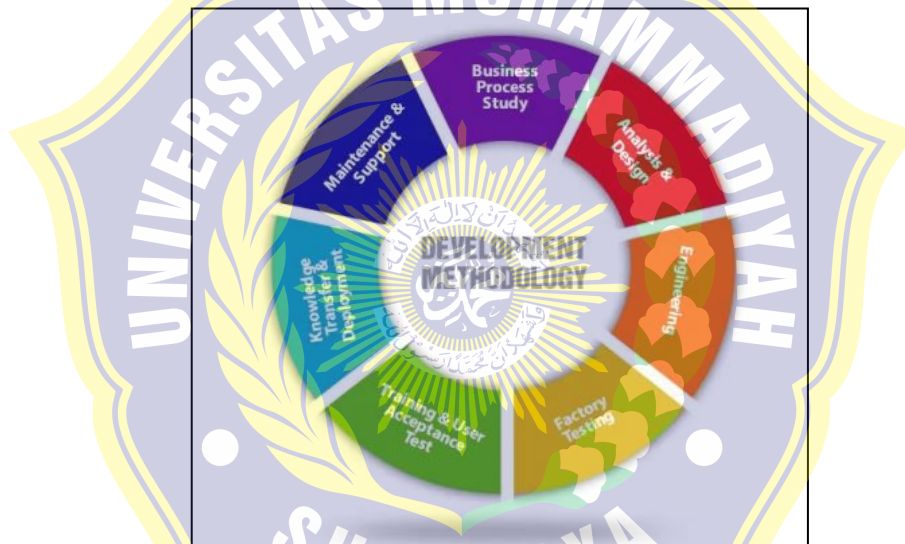 UNIVERSITAS MUHAMMADIYAH
Business
Process
Study
Analysis &
Design
Engineering
Factory
Testing
Training & User
Acceptance
Test
Knowledge
Transfer &
Deployment
Maintenance &
Support
DEVELOPMENT
METHODOLOGY